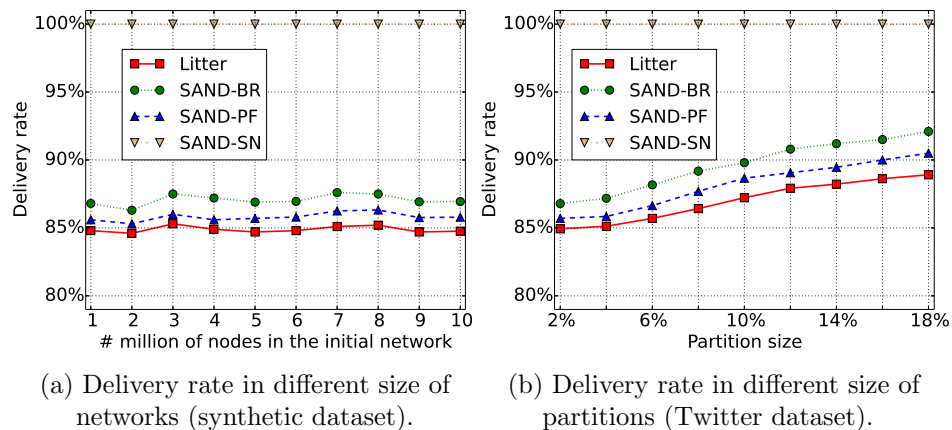 100%
95%
90%
85%
80%
Delivery rate
Litter
SAND-BR
SAND-PF
SAND-SN
1 2 3 4 5 6 7 8 9 10
# million of nodes in the initial network
(a) Delivery rate in different size of
networks (synthetic dataset).
100%
95%
90%
85%
80%
Delivery rate
Litter
SAND-BR
SAND-PF
SAND-SN
2% 6% 10% 14% 18%
Partition size
(b) Delivery rate in different size of
partitions (Twitter dataset).